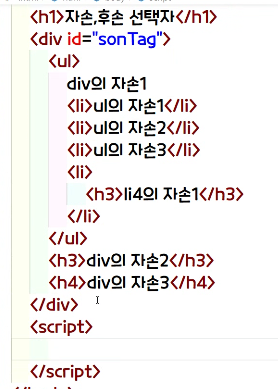 <h1>자손,후손 선택자</h1>
<div id="sonTag">
<ul>
div의 자손1
<li>ul의 자손1</li>
<li>ul의 자손2</li>
<li>ul의 자손3</li>
<li>
<h3>li4의 자손1</h3>
</li>
</ul>
<h3>div의 자손2</h3>
<h4>div의 자손3</h4>
</div>
<script>
</script>